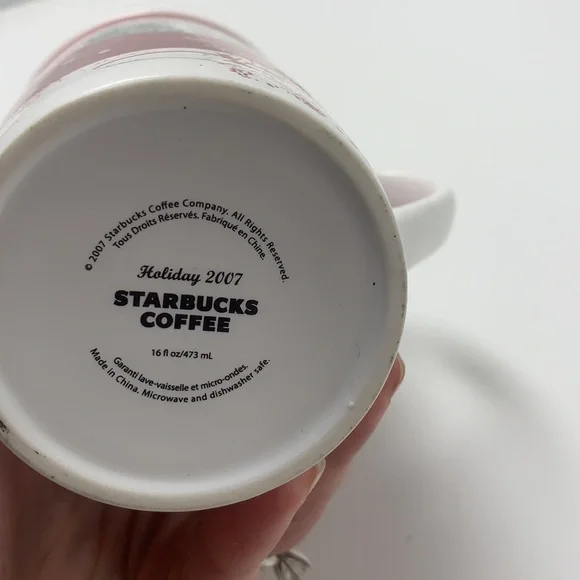 © 2007 Starbucks Coffee Company. All Rights Reserved.
Tous Droits Réservés. Fabriqué en Chine.
Holiday 2007
STARBUCKS
COFFEE
16 fl oz/473 mL
Garanti lave-vaisselle et micro-ondes.
Made in China. Microwave and dishwasher safe.